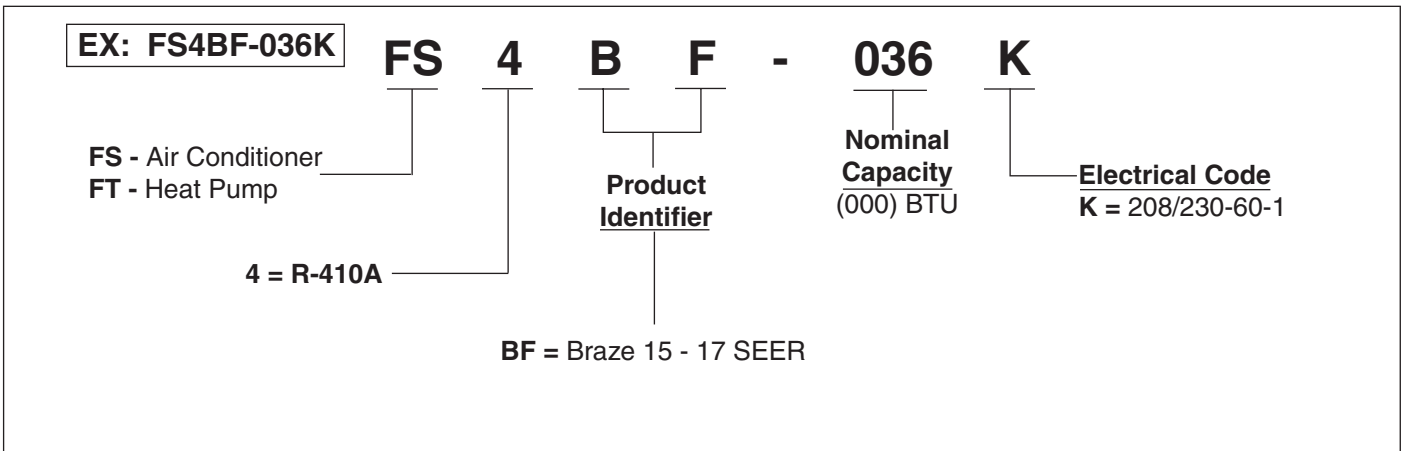 EX: FS4BF-036K
FS 4 B F - 036 K
FS - Air Conditioner
FT - Heat Pump
4 = R-410A
Product
Identifier
BF = Braze 15 - 17 SEER
Nominal
Capacity
(000) BTU
Electrical Code
K = 208/230-60-1